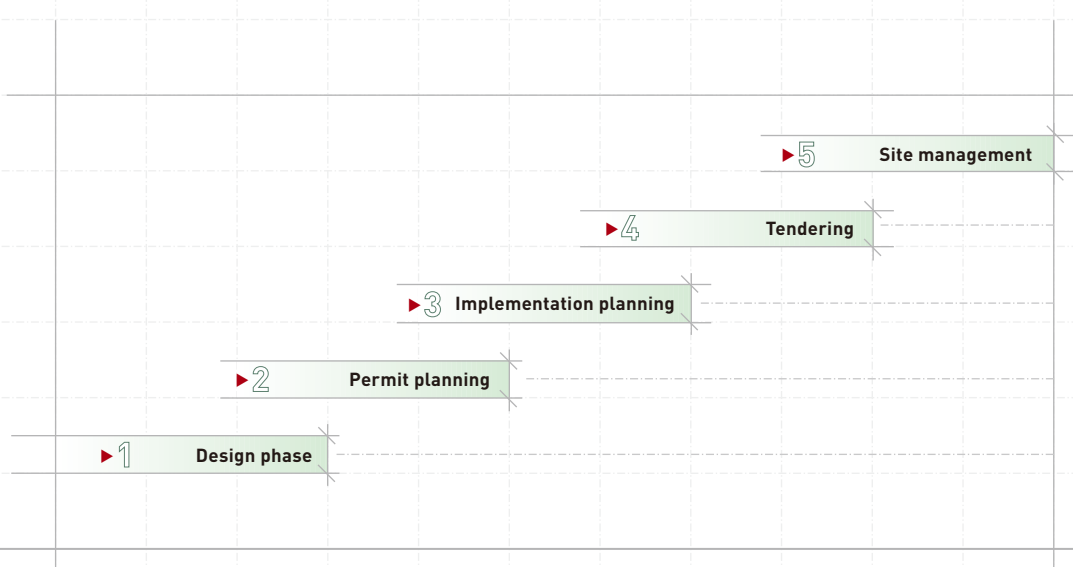 5 Site management
4 Tendering
3 Implementation planning
2 Permit planning
1 Design phase